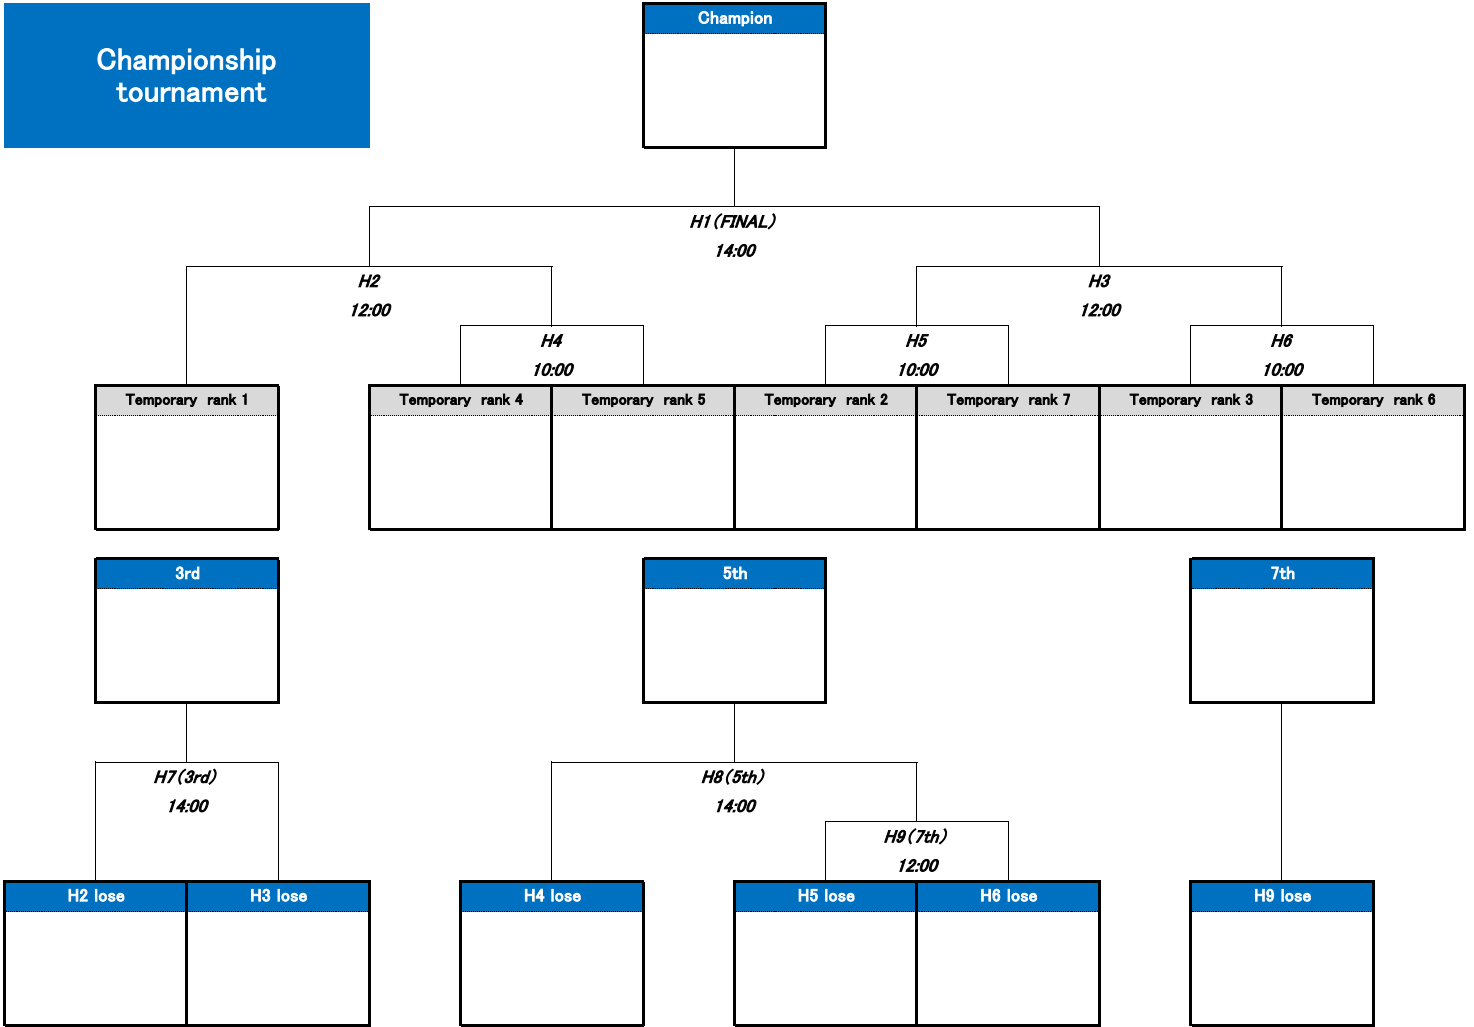 Championship
tournament
Champion
H1(FINAL)
14:00
H2
12:00
H3
12:00
H4
10:00
H5
10:00
H6
10:00
Temporary rank 1
Temporary rank 4
Temporary rank 5
Temporary rank 2
Temporary rank 7
Temporary rank 3
Temporary rank 6
3rd
5th
7th
H7(3rd)
14:00
H8(5th)
14:00
H9(7th)
12:00
H2 lose
H3 lose
H4 lose
H5 lose
H6 lose
H9 lose